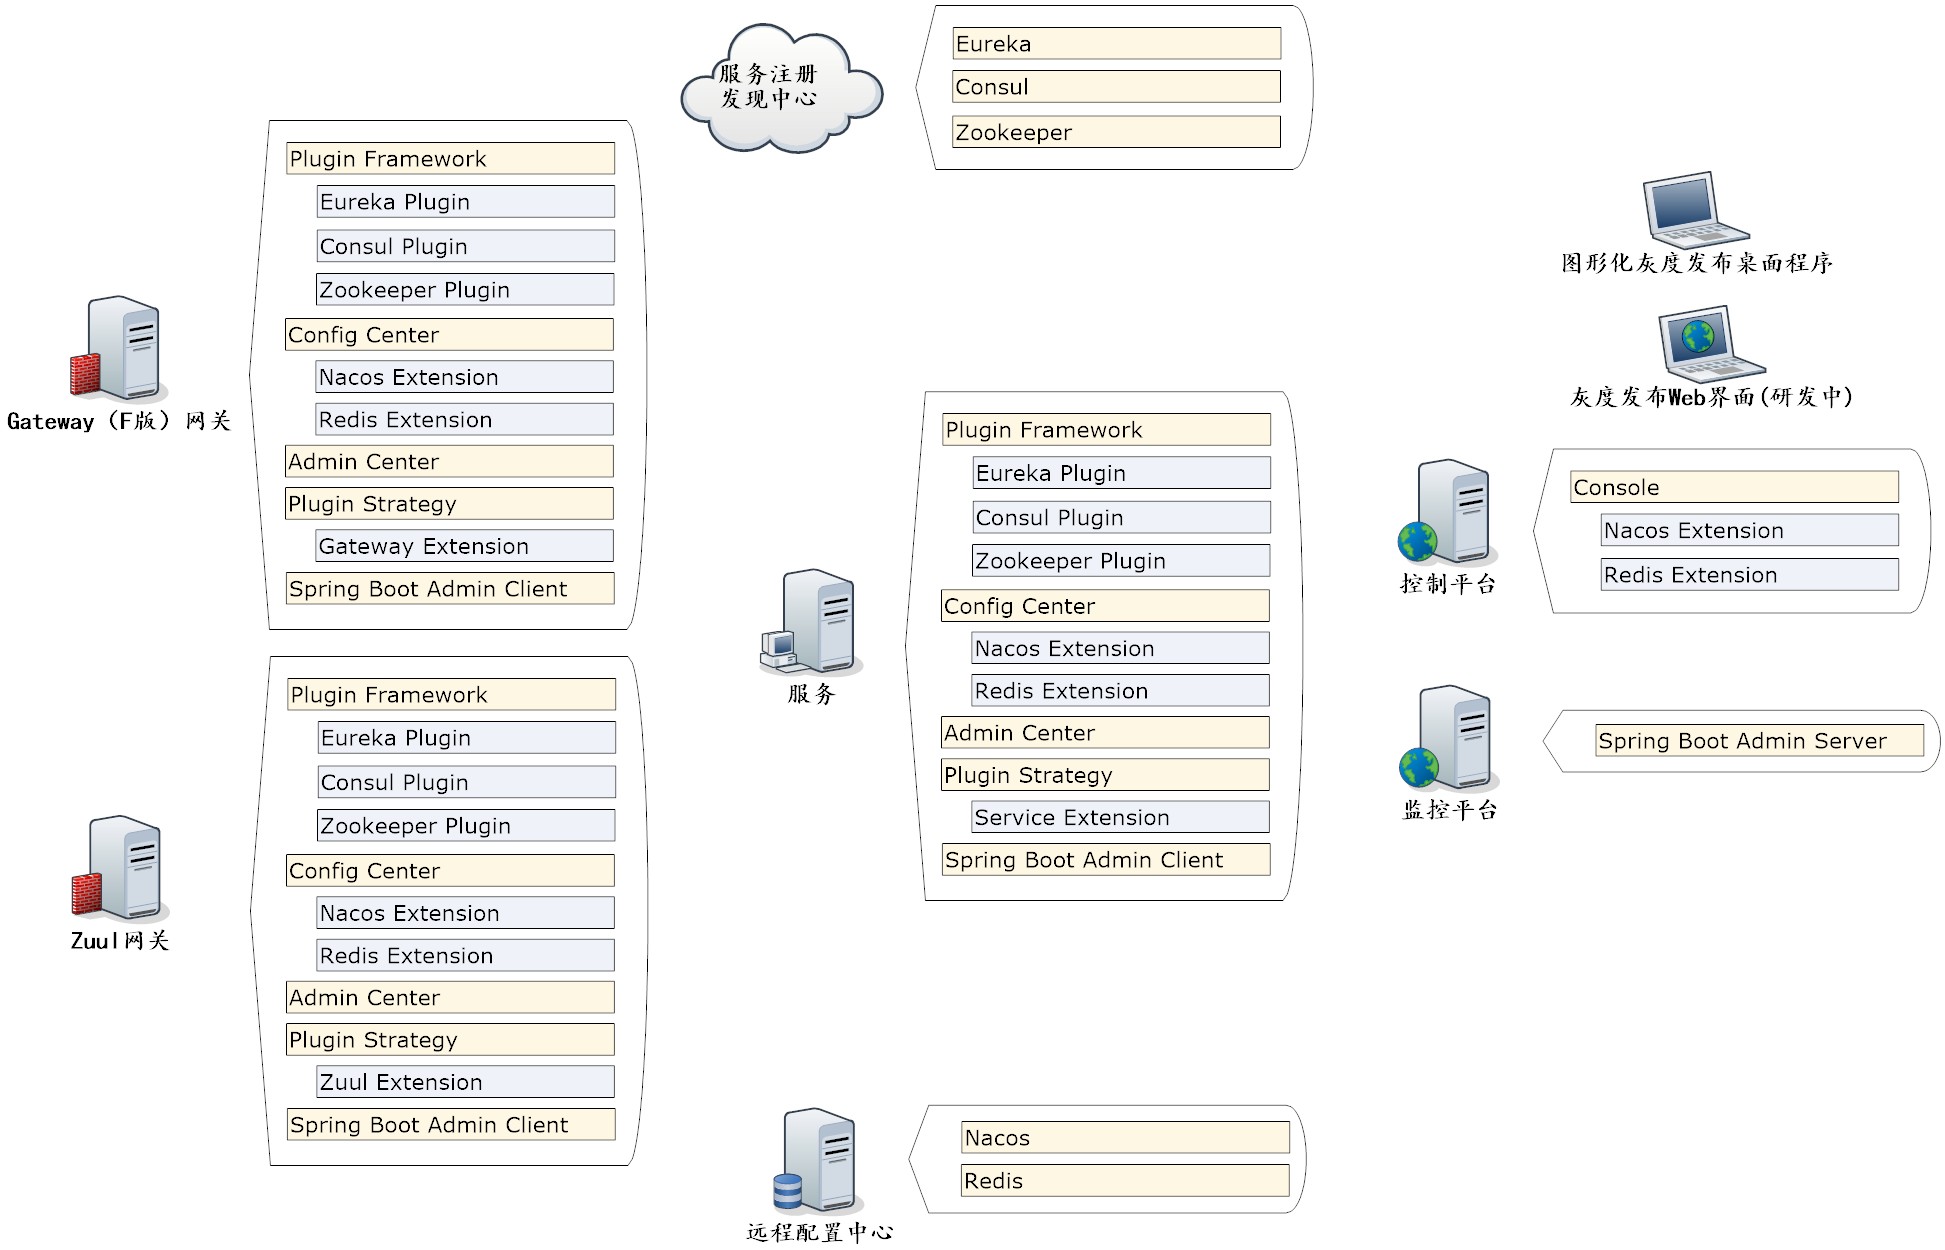 服务注册
发现中心
Eureka
Consul
Zookeeper
Gateway（F版）网关
Plugin Framework
Eureka Plugin
Consul Plugin
Zookeeper Plugin
Config Center
Nacos Extension
Redis Extension
Admin Center
Plugin Strategy
Gateway Extension
Spring Boot Admin Client
Zuul网关
Plugin Framework
Eureka Plugin
Consul Plugin
Zookeeper Plugin
Config Center
Nacos Extension
Redis Extension
Admin Center
Plugin Strategy
Zuul Extension
Spring Boot Admin Client
服务
Plugin Framework
Eureka Plugin
Consul Plugin
Zookeeper Plugin
Config Center
Nacos Extension
Redis Extension
Admin Center
Plugin Strategy
Service Extension
Spring Boot Admin Client
远程配置中心
Nacos
Redis
图形化灰度发布桌面程序
灰度发布Web界面(研发中)
控制平台
Console
Nacos Extension
Redis Extension
监控平台
Spring Boot Admin Server